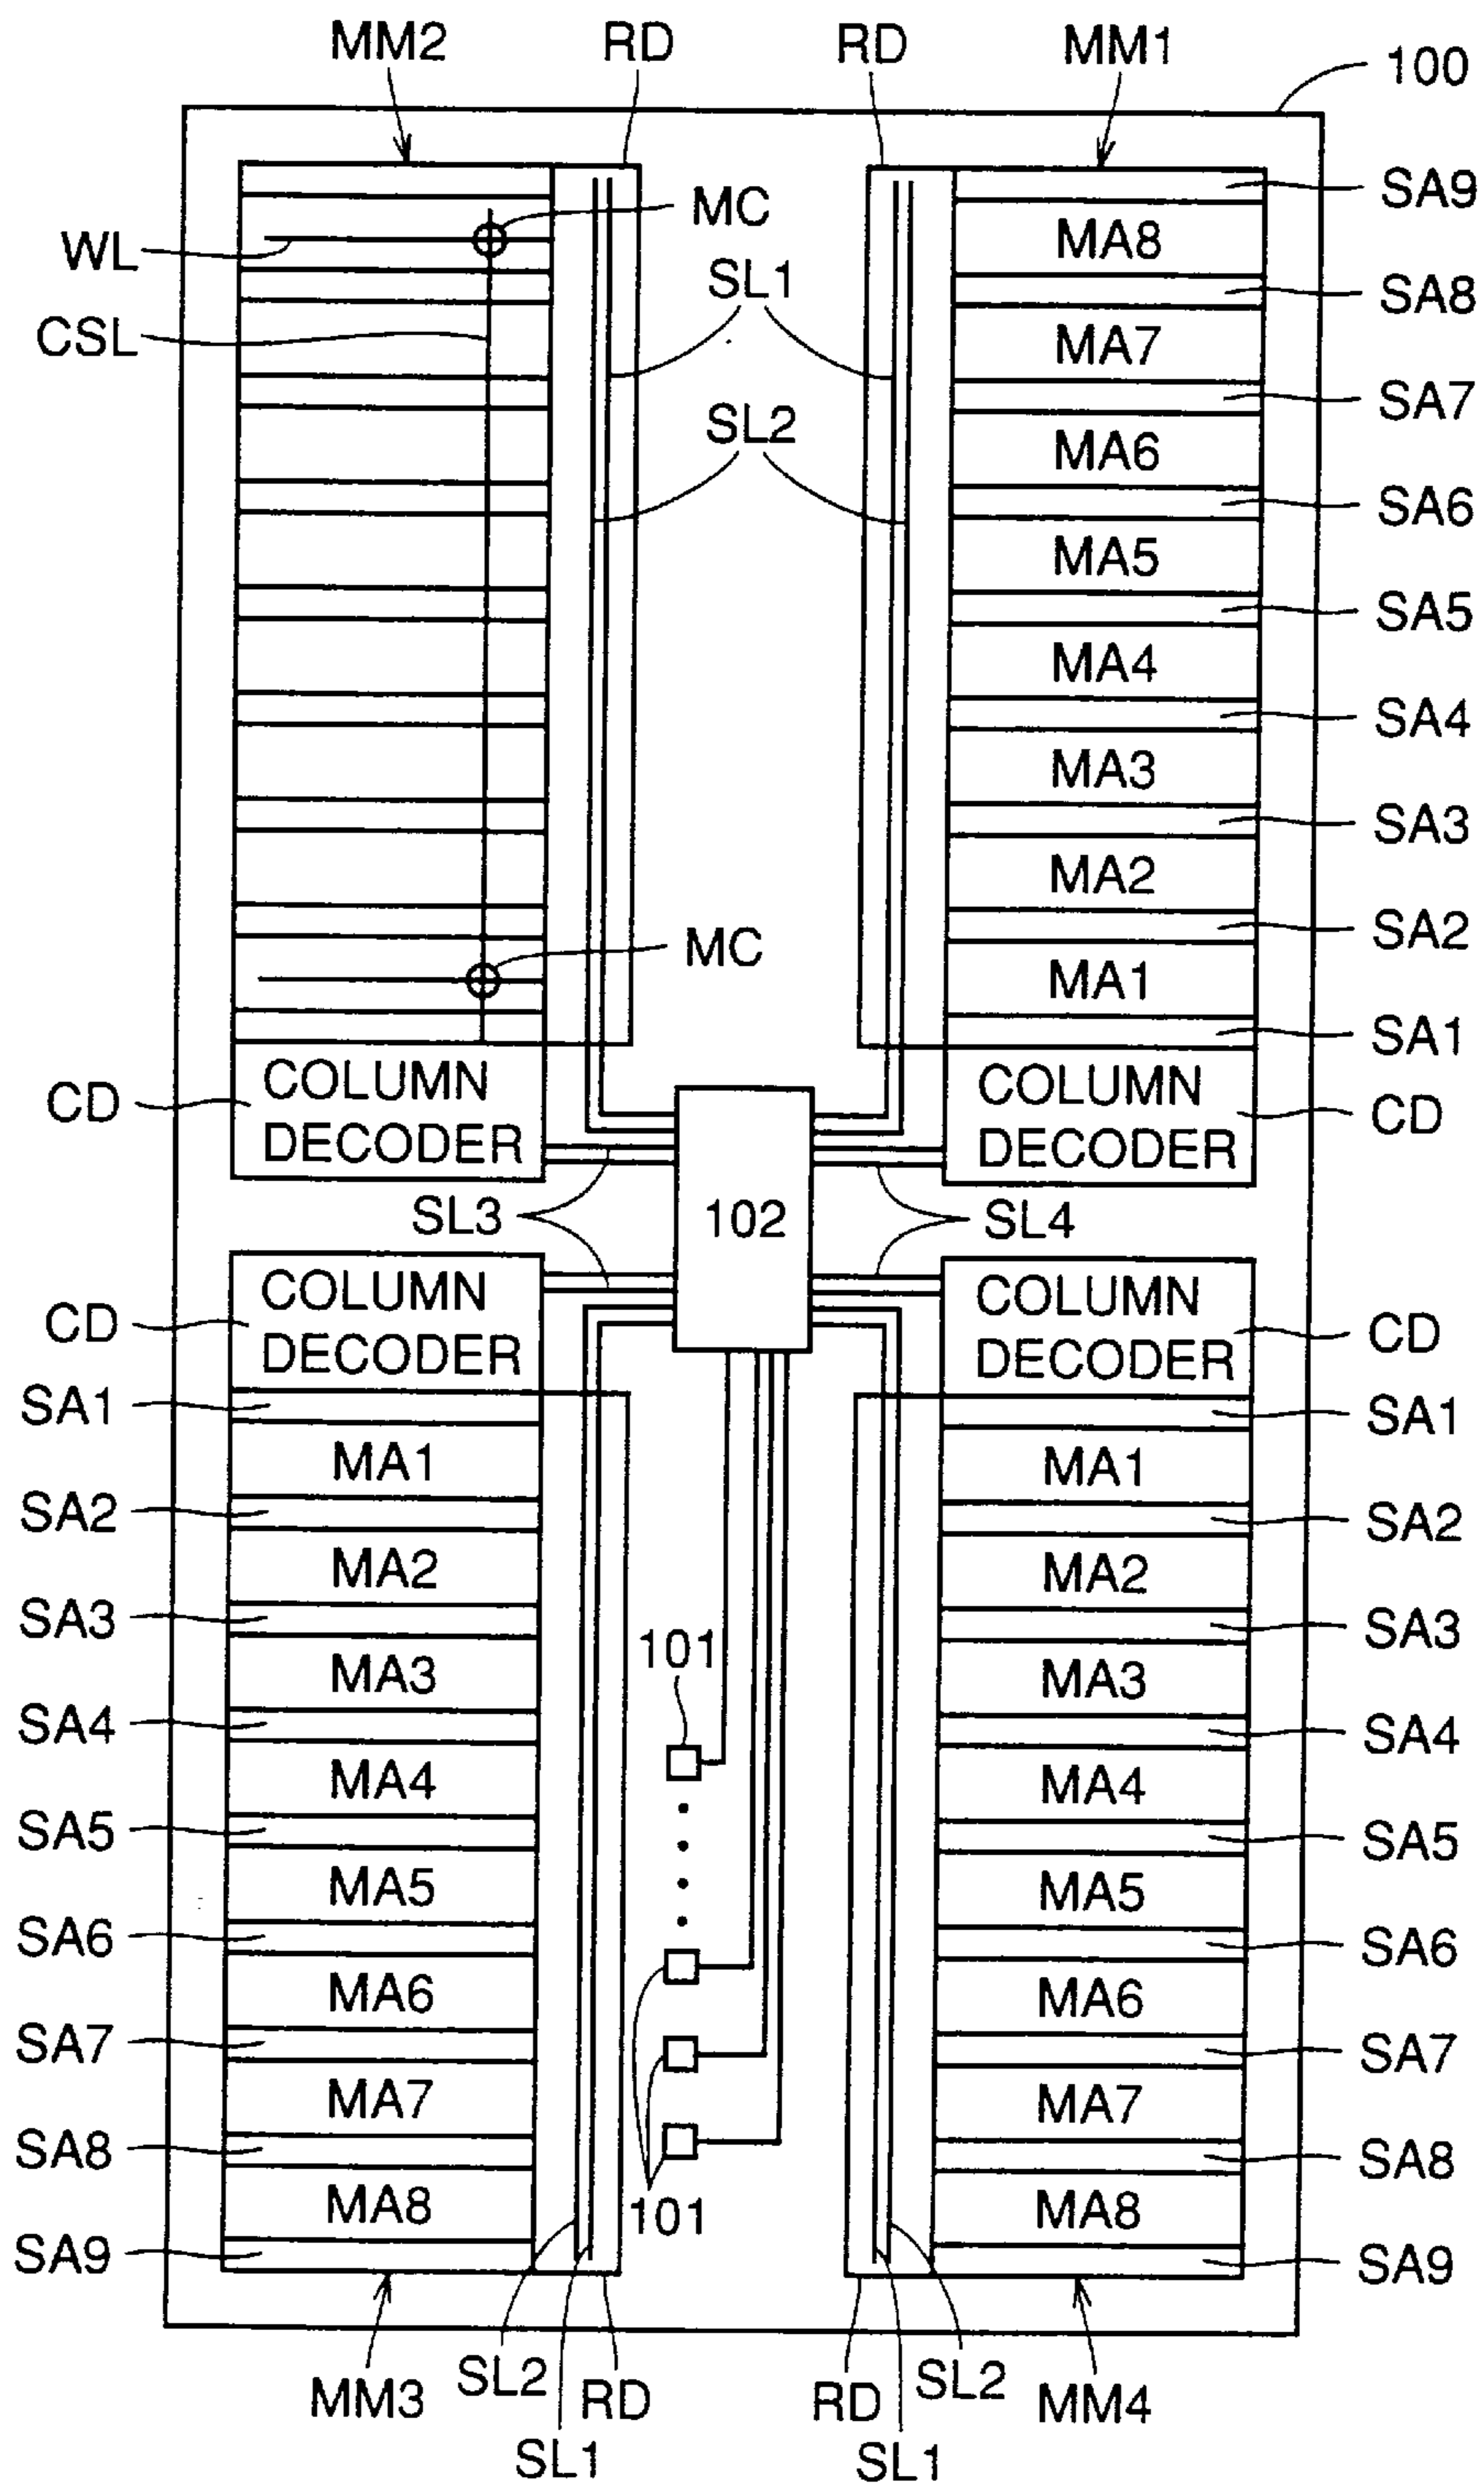 MM2 RD RD MM1 100
SA9
MC MA8
WL
SL1 SA8
CSL MA7
SA7
SL2 MA6
SA6
MA5
SA5
MA4
SA4
MA3
SA3
MA2
SA2
MC MA1
SA1
COLUMN COLUMN
CD CD
DECODER DECODER
SL3 102 SL4
COLUMN COLUMN
CD CD
DECODER DECODER
SA1 SA1
MA1 MA1
SA2 SA2
MA2 MA2
SA3 SA3
101
MA3 MA3
SA4 SA4
MA4 MA4
SA5 SA5
MA5 MA5
SA6 SA6
MA6 MA6
SA7 SA7
MA7 MA7
SA8 SA8
MA8 101 MA8
SA9 SA9
SL2 SL2
MM3 RD RD MM4
SL1 SL1